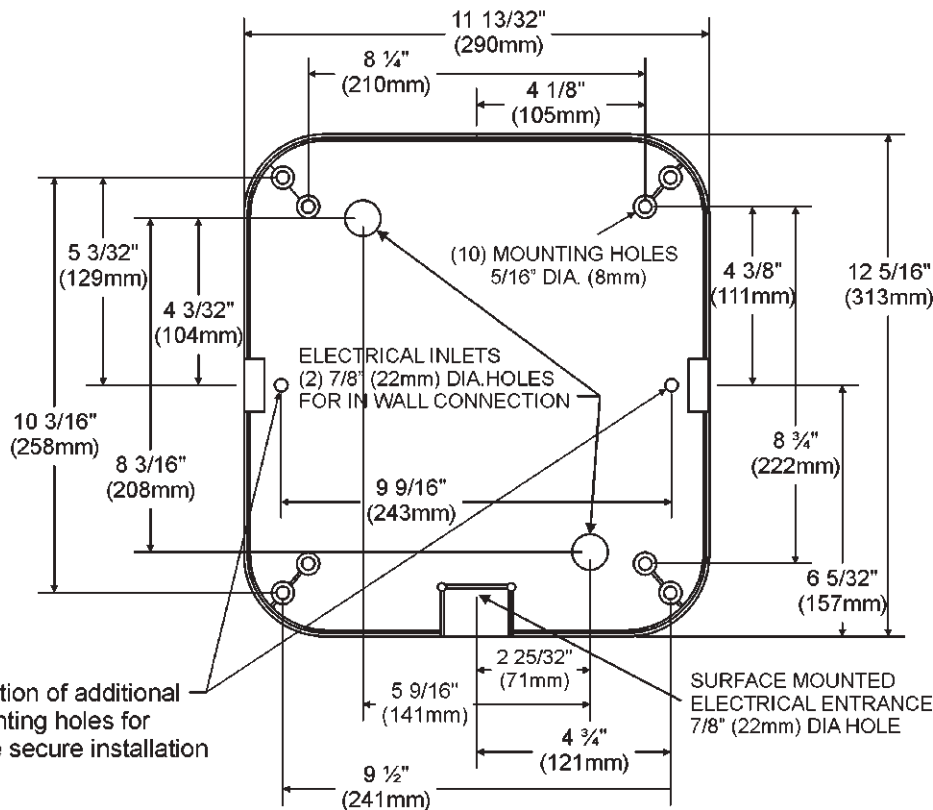 11 13/32"
(290mm)
8 ¼"
(210mm)
4 1/8"
(105mm)
5 3/32"
(129mm)
4 3/32"
(104mm)
(10) MOUNTING HOLES
5/16" DIA. (8mm)
4 3/8"
(111mm)
12 5/16"
(313mm)
ELECTRICAL INLETS
(2) 7/8" (22mm) DIA.HOLES
FOR IN WALL CONNECTION
10 3/16"
(258mm)
8 3/16"
(208mm)
8 ¾"
(222mm)
9 9/16"
(243mm)
6 5/32"
(157mm)
2 25/32"
(71mm)
5 9/16"
(141mm)
tion of additional
nting holes for
e secure installation
SURFACE MOUNTED
ELECTRICAL ENTRANCE
7/8" (22mm) DIA HOLE
4 ¾"
(121mm)
9 ½"
(241mm)